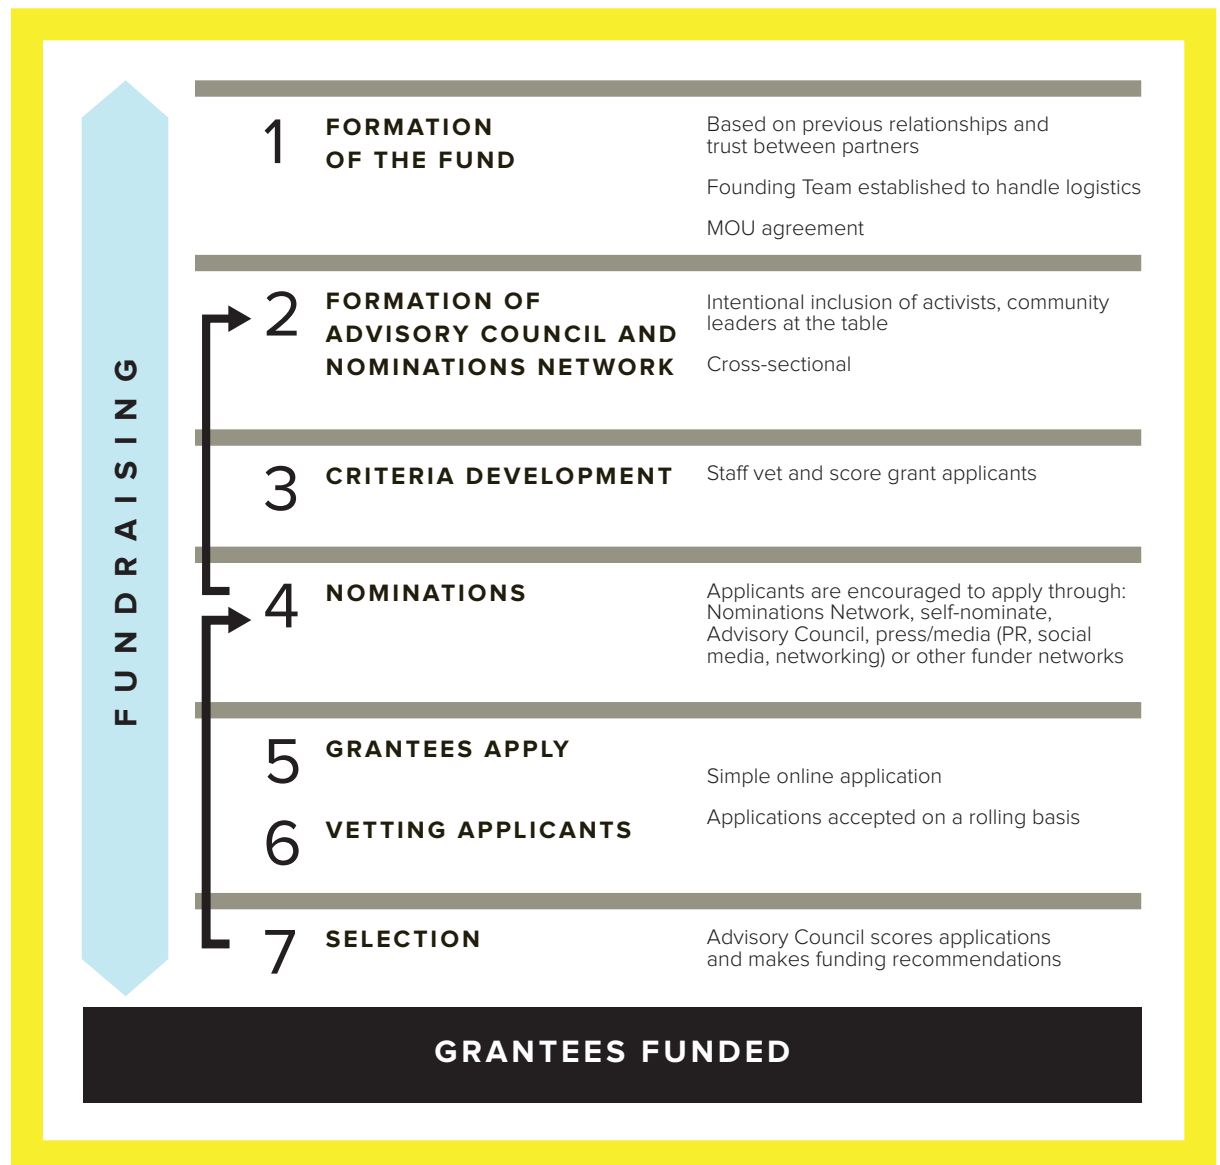 FUNDRAISING
1
FORMATION
OF THE FUND
Based on previous relationships and
trust between partners
Founding Team established to handle logistics
MOU agreement
2
FORMATION OF
ADVISORY COUNCIL AND
NOMINATIONS NETWORK
Intentional inclusion of activists, community
leaders at the table
Cross-sectional
3
CRITERIA DEVELOPMENT
Staff vet and score grant applicants
4
NOMINATIONS
Applicants are encouraged to apply through:
Nominations Network, self-nominate,
Advisory Council, press/media (PR, social
media, networking) or other funder networks
5
GRANTEES APPLY
Simple online application
6
VETTING APPLICANTS
Applications accepted on a rolling basis
7
SELECTION
Advisory Council scores applications
and makes funding recommendations
GRANTEES FUNDED